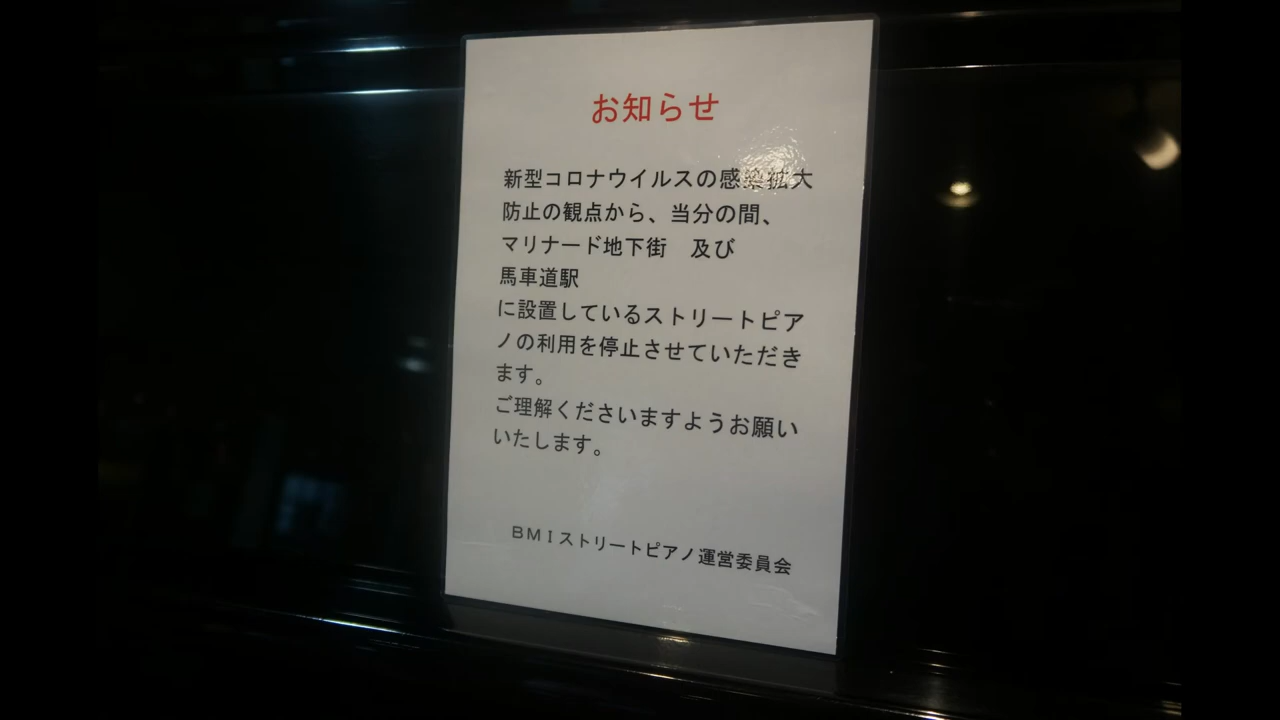 お知らせ
新型コロナウイルスの感染拡大
防止の観点から、当分の間、
マリナード地下街　及び
馬車道駅
に設置しているストリートピア
ノの利用を停止させていただき
ます。
ご理解くださいますようお願い
いたします。
ＢＭＩストリートピアノ運営委員会